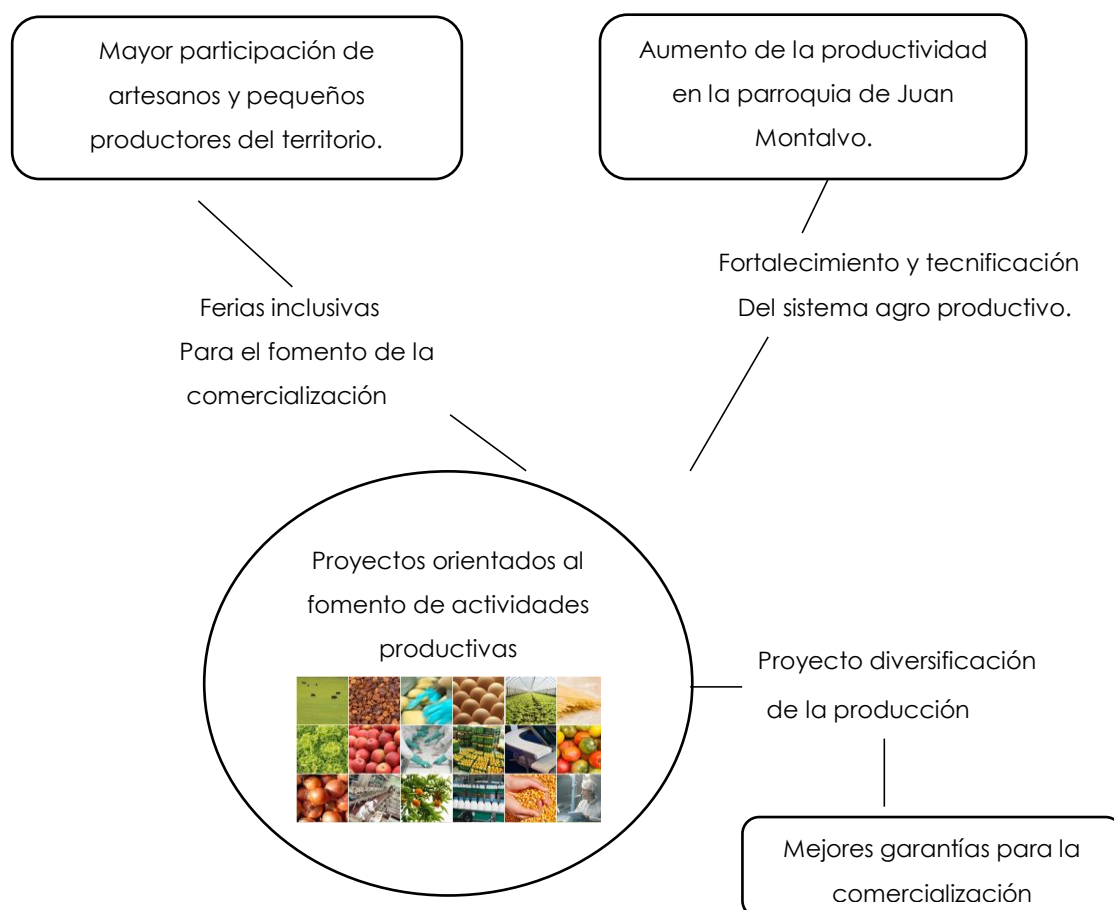 Mayor participación de
artesanos y pequeños
productores del territorio.
Aumento de la productividad
en la parroquia de Juan
Montalvo.
Fortalecimiento y tecnificación
Del sistema agro productivo.
Ferias inclusivas
Para el fomento de la
comercialización
Proyectos orientados al
fomento de actividades
productivas
Proyecto diversificación
de la producción
Mejores garantías para la
comercialización